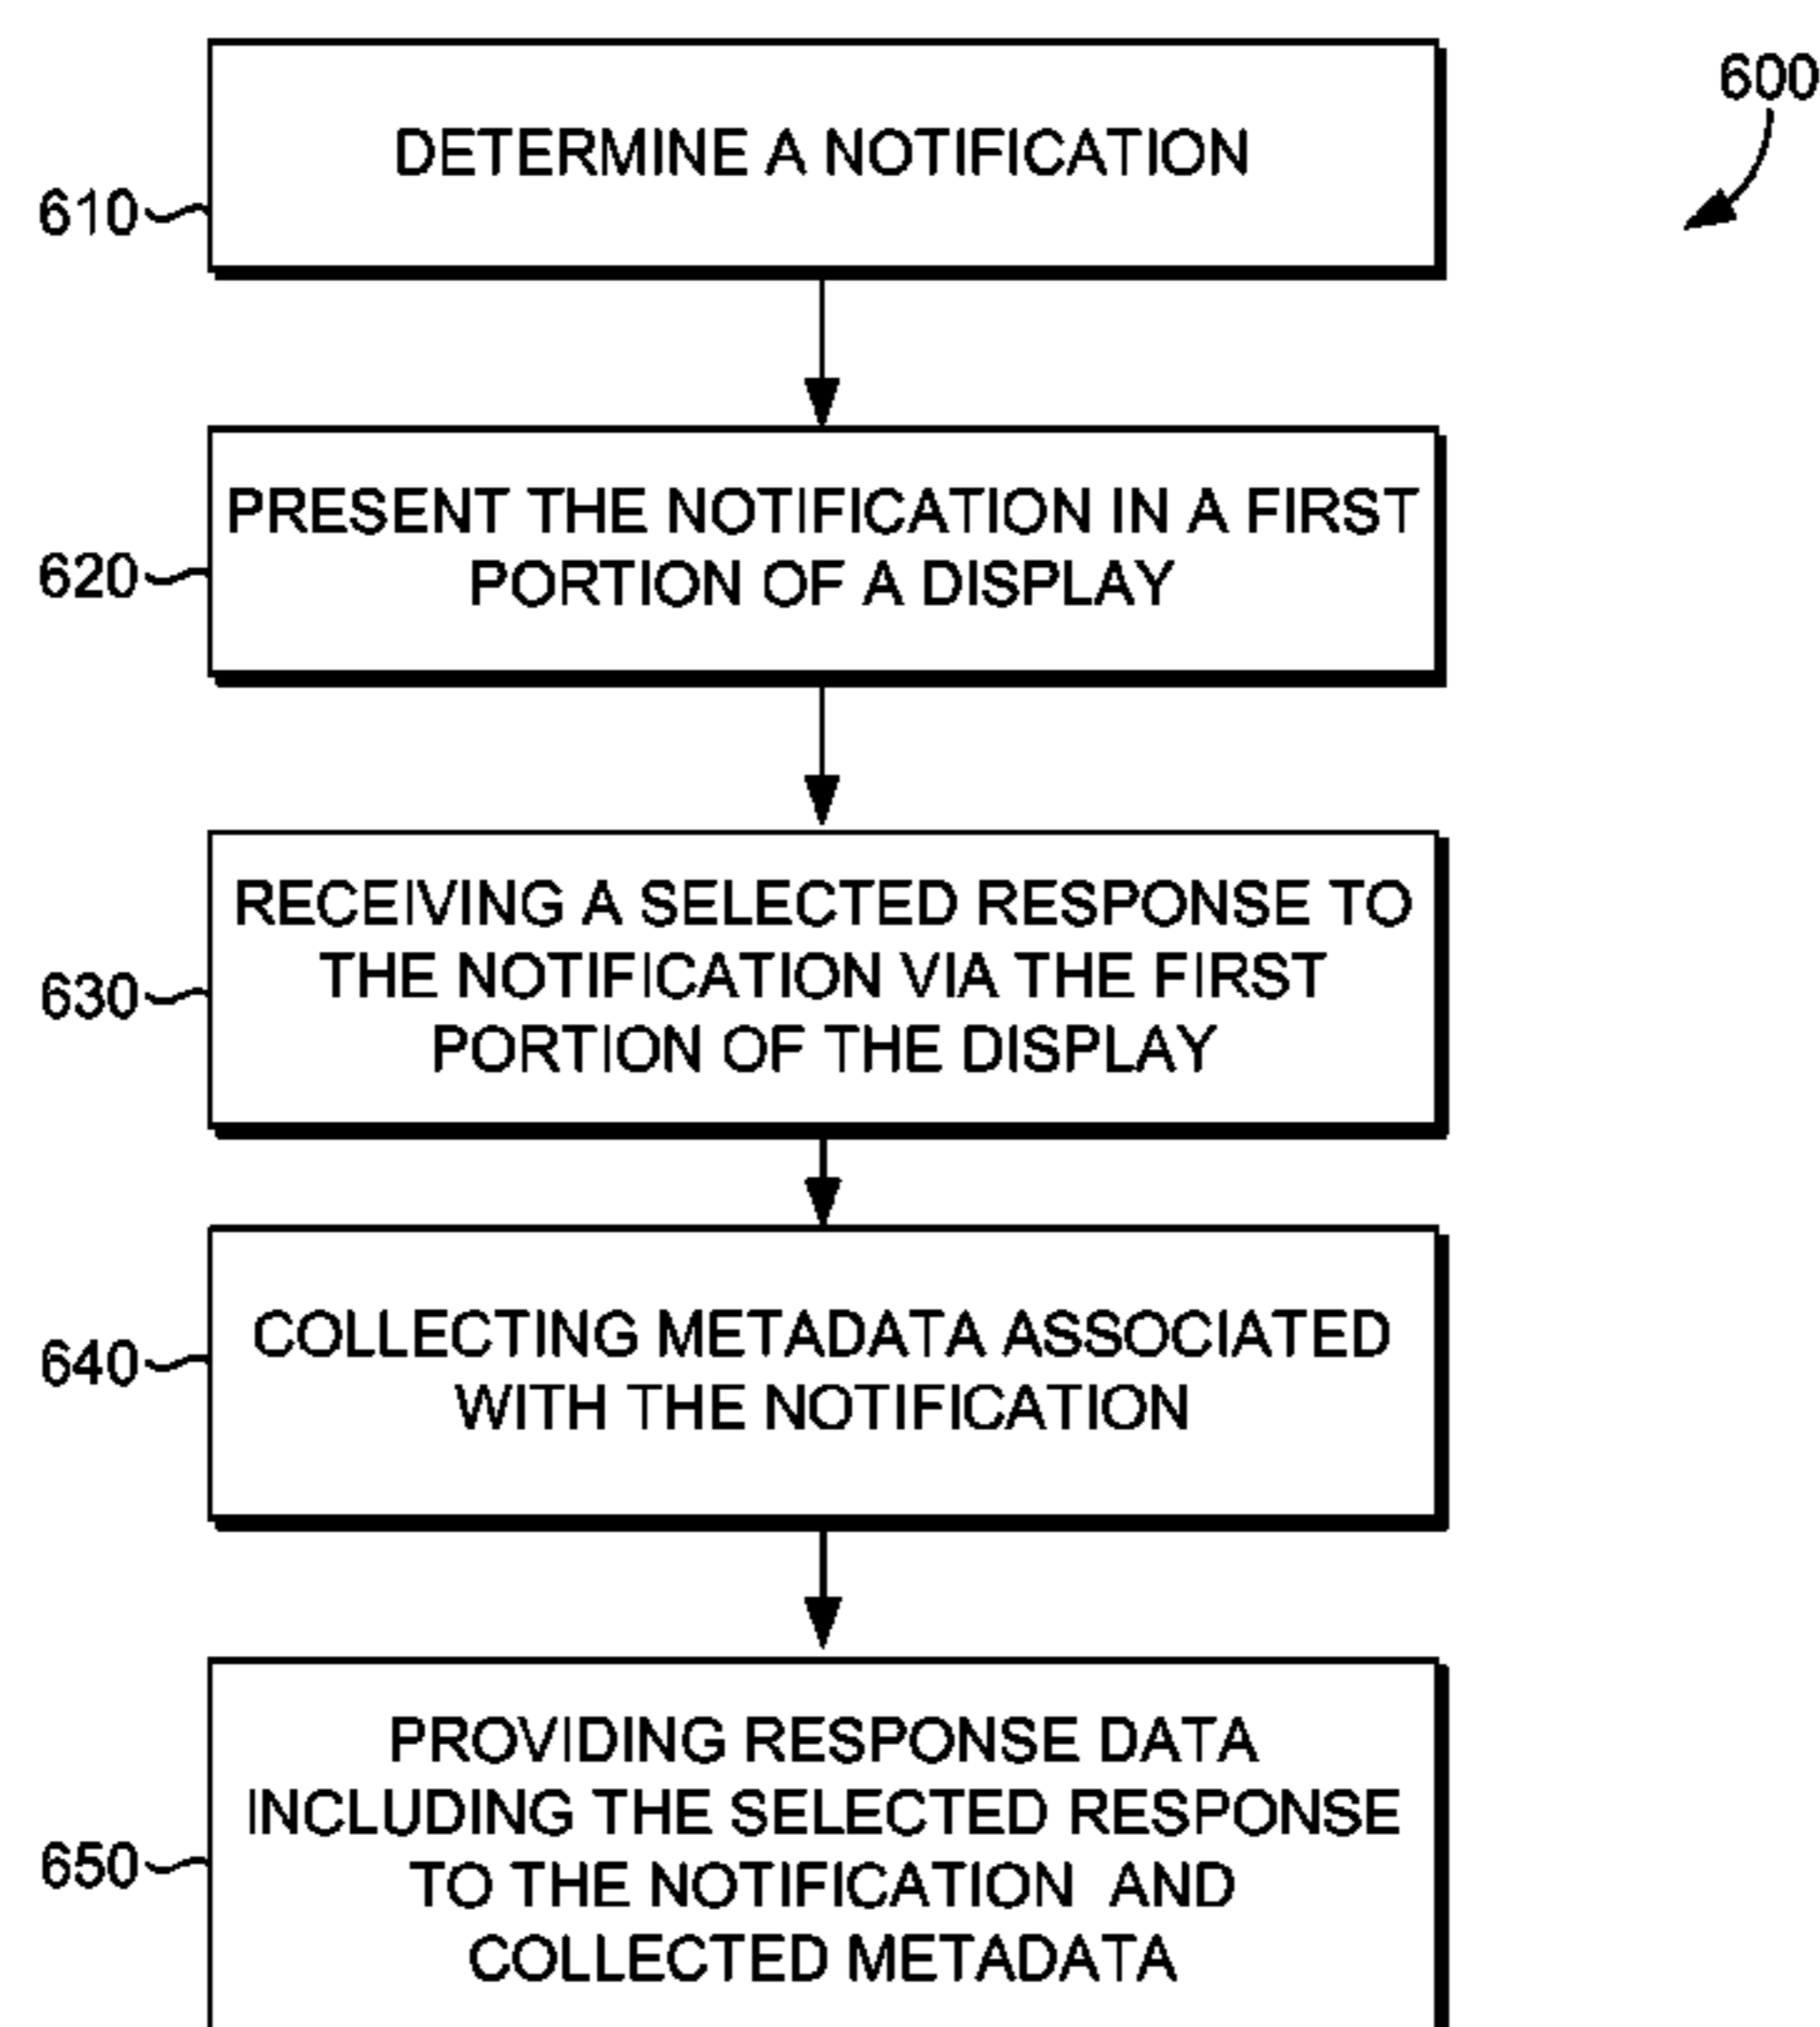 600
DETERMINE A NOTIFICATION
610
PRESENT THE NOTIFICATION IN A FIRST
PORTION OF A DISPLAY
620
RECEIVING A SELECTED RESPONSE TO
THE NOTIFICATION VIA THE FIRST
PORTION OF THE DISPLAY
630
COLLECTING METADATA ASSOCIATED
WITH THE NOTIFICATION
640
PROVIDING RESPONSE DATA
INCLUDING THE SELECTED RESPONSE
TO THE NOTIFICATION AND
COLLECTED METADATA
650